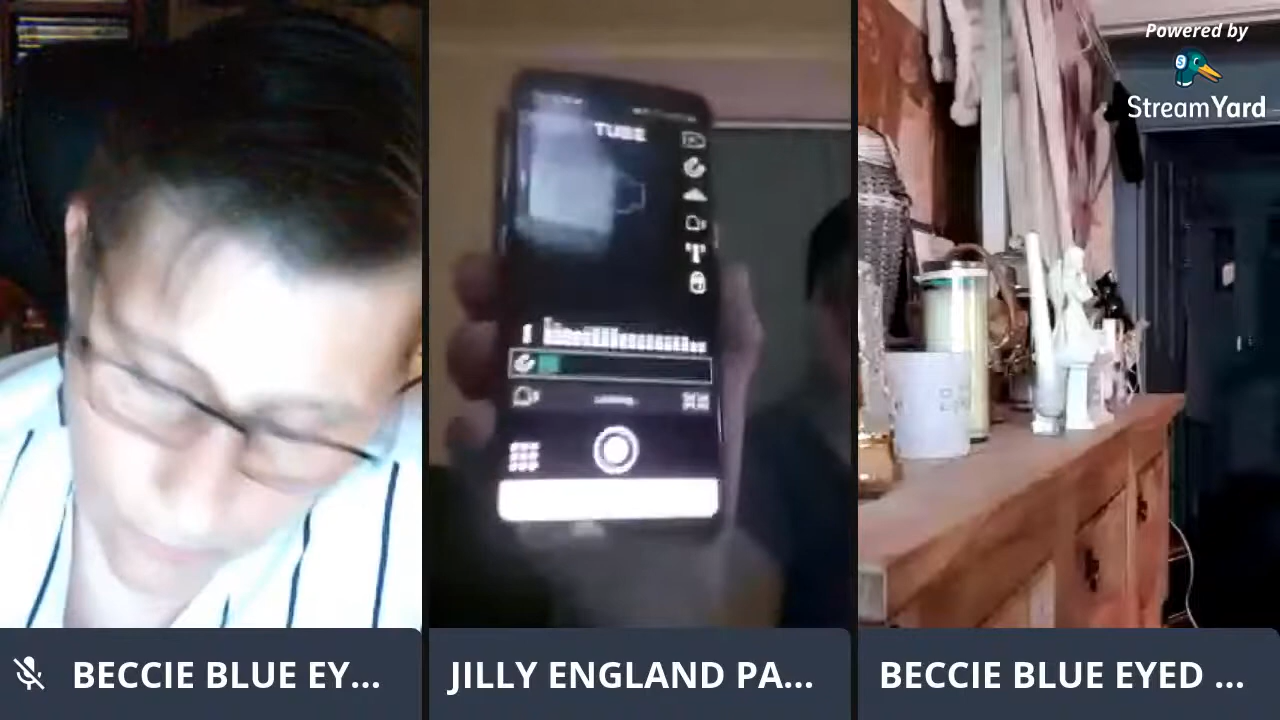 Powered by
StreamYard
TUBE
T
BECCIE BLUE EY...
JILLY ENGLAND PA...
BECCIE BLUE EYED ...